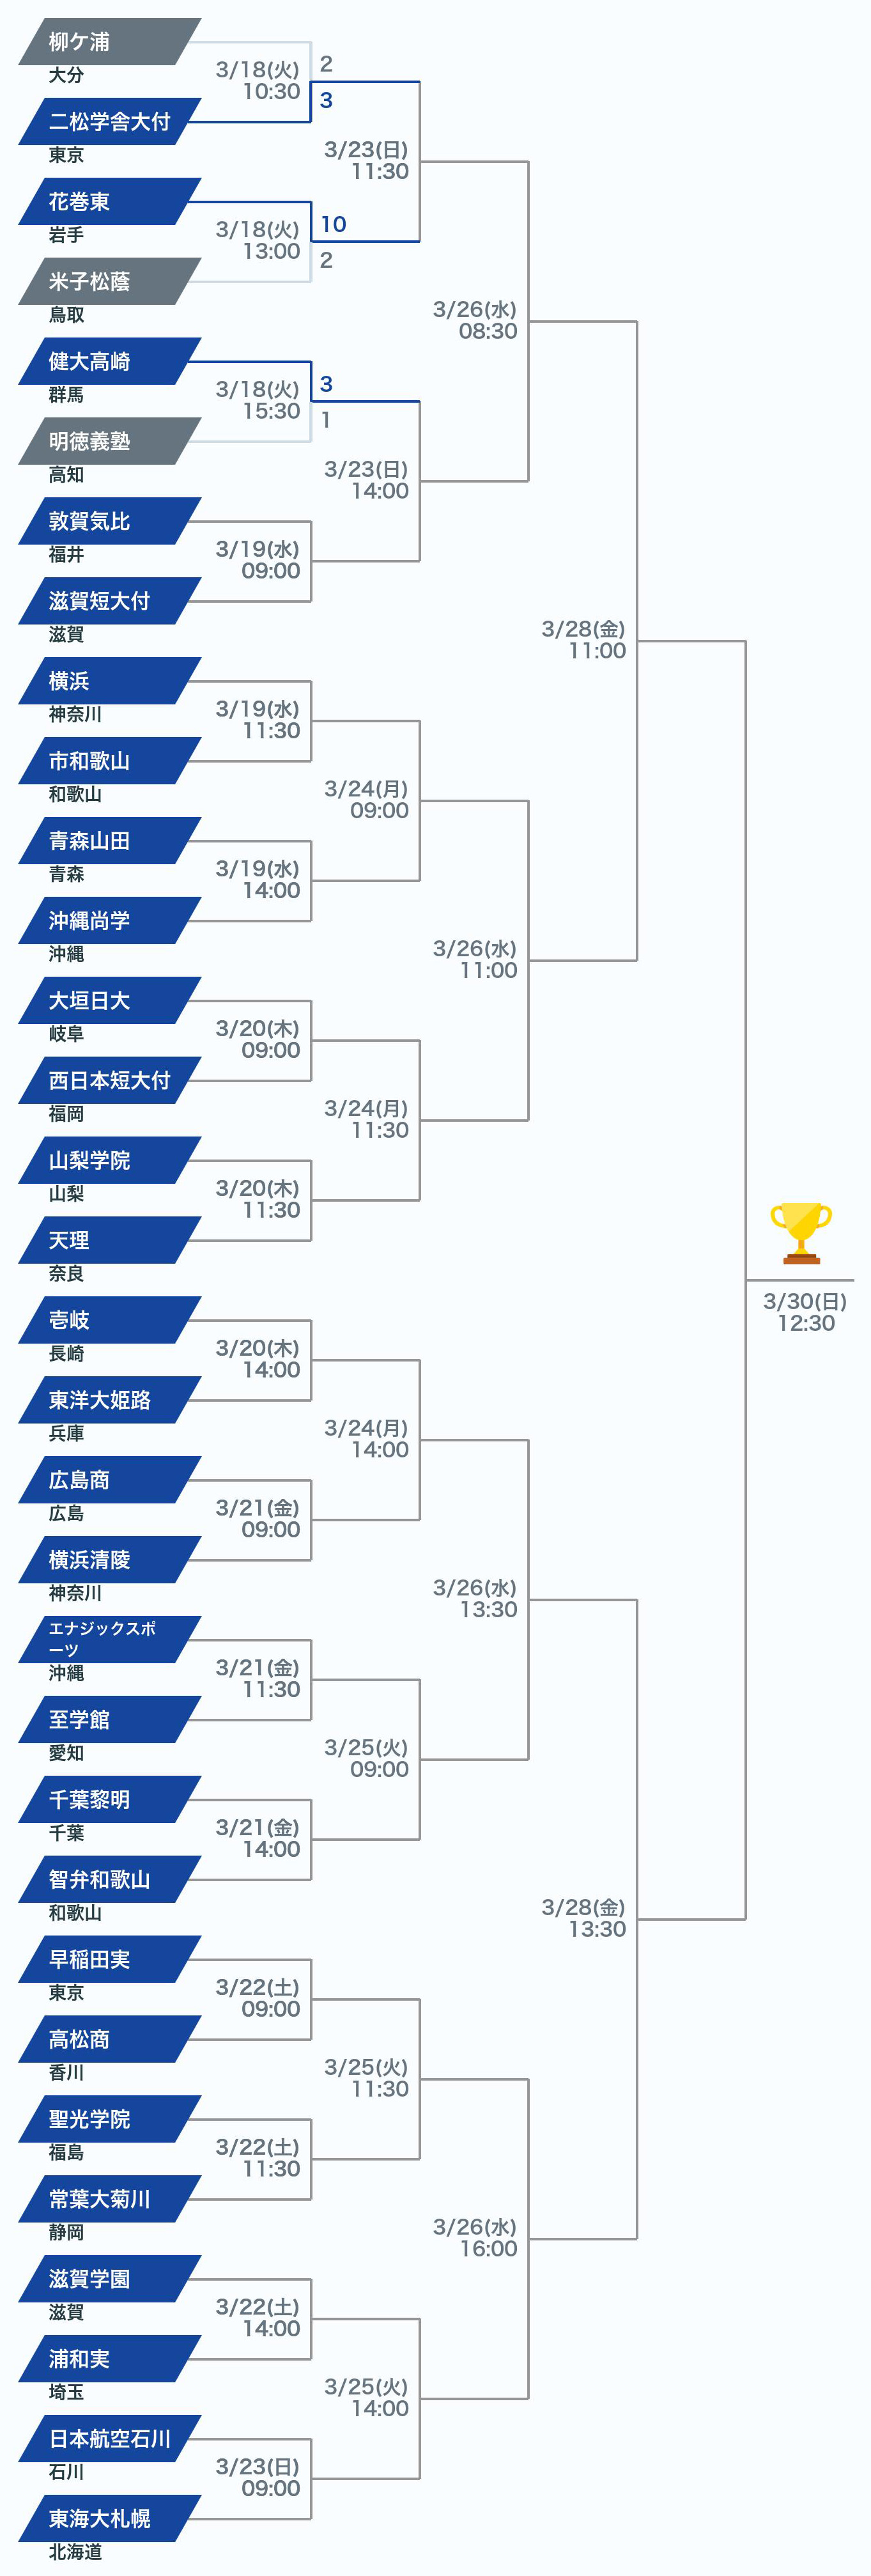 柳ケ浦
大分
3/18(火)
10:30
2
3
二松学舎大付
東京
3/23(日)
11:30
花巻東
岩手
3/18(火)
13:00
10
2
米子松蔭
鳥取
3/26(水)
08:30
健大高崎
群馬
3/18(火)
15:30
3
1
明徳義塾
高知
3/23(日)
14:00
敦賀気比
福井
3/19(水)
09:00
滋賀短大付
滋賀
3/28(金)
11:00
横浜
神奈川
3/19(水)
11:30
市和歌山
和歌山
3/24(月)
09:00
青森山田
青森
3/19(水)
14:00
沖縄尚学
沖縄
3/26(水)
11:00
大垣日大
岐阜
3/20(木)
09:00
西日本短大付
福岡
3/24(月)
11:30
山梨学院
山梨
3/20(木)
11:30
天理
奈良
3/30(日)
12:30
壱岐
長崎
3/20(木)
14:00
東洋大姫路
兵庫
3/24(月)
14:00
広島商
広島
3/21(金)
09:00
横浜清陵
神奈川
3/26(水)
13:30
エナジックスポ
ーツ
沖縄
3/21(金)
11:30
至学館
愛知
3/25(火)
09:00
千葉黎明
千葉
3/21(金)
14:00
智弁和歌山
和歌山
3/28(金)
13:30
早稲田実
東京
3/22(土)
09:00
高松商
香川
3/25(火)
11:30
聖光学院
福島
3/22(土)
11:30
常葉大菊川
静岡
3/26(水)
16:00
滋賀学園
滋賀
3/22(土)
14:00
浦和実
埼玉
3/25(火)
14:00
日本航空石川
石川
3/23(日)
09:00
東海大札幌
北海道